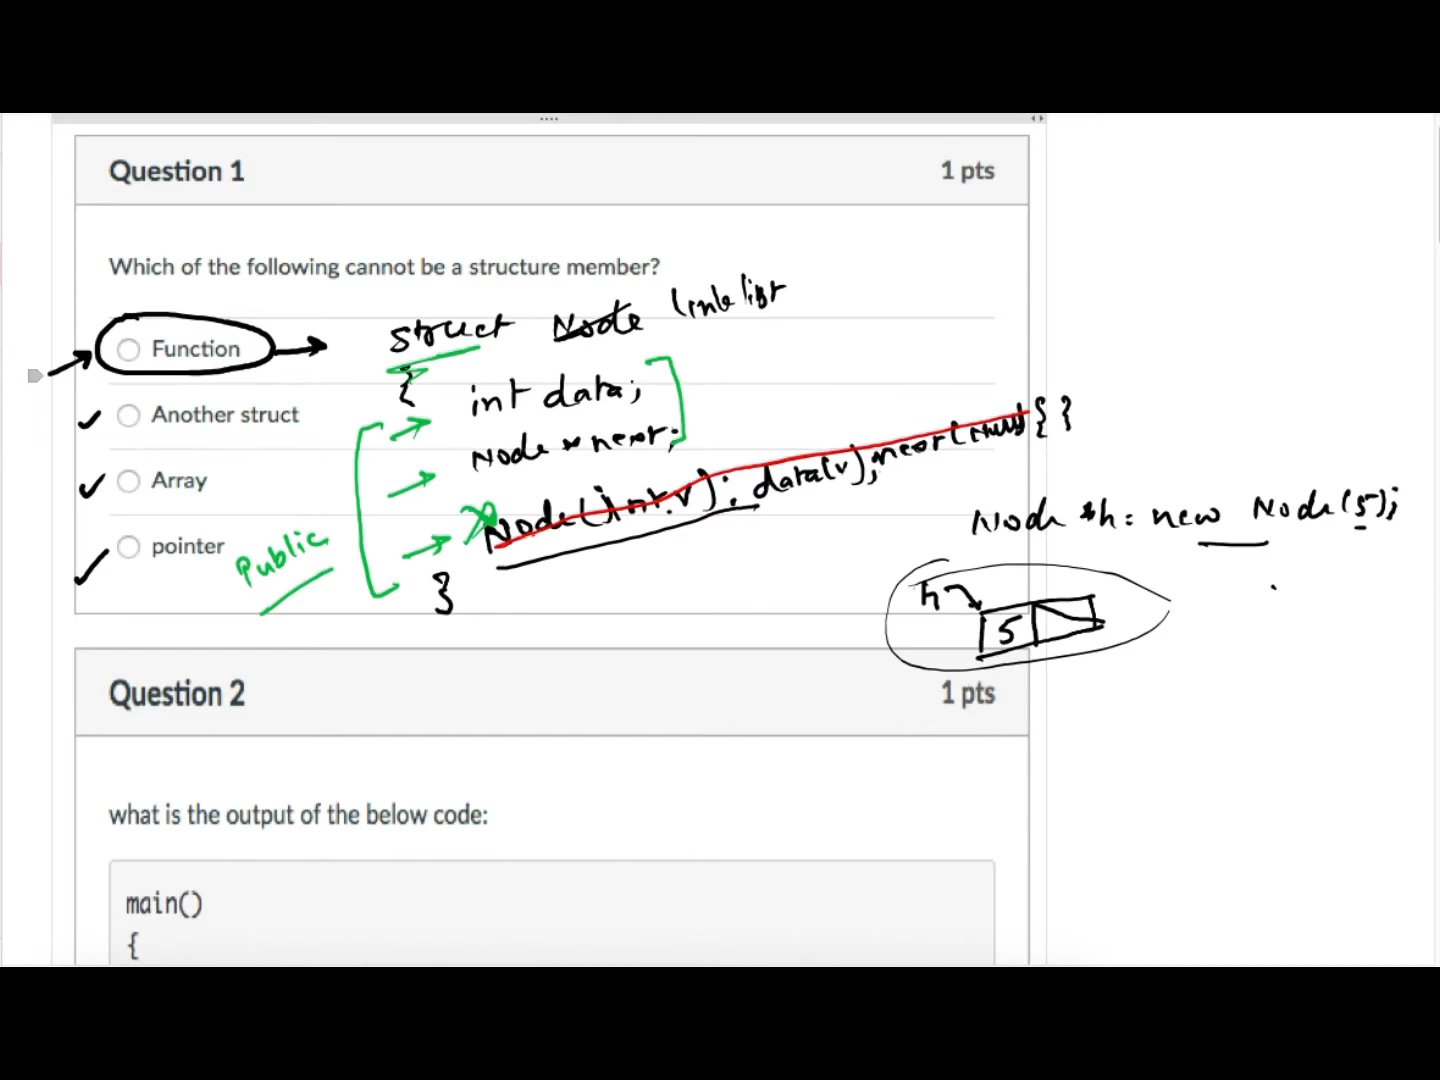 Question 1 1 pts
Which of the following cannot be a structure member?
struct Node linklist
Function
{ int data;
Another struct
Node * next;
Array
Node(int v): data(v), next(null) { }
pointer
Public
}
Node *h = new Node(5);
h
5
Question 2 1 pts
what is the output of the below code:
main()
{